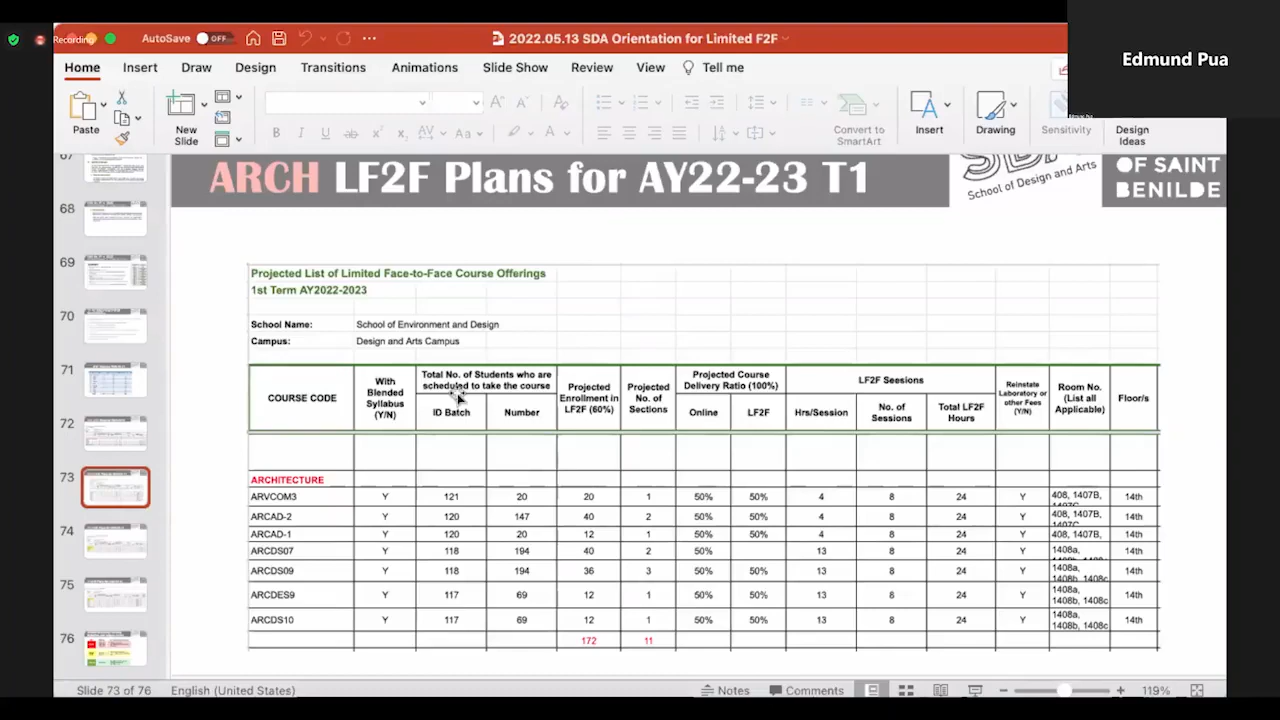 Recording
AutoSave OFF
2022.05.13 SDA Orientation for Limited F2F
Edmund Pua
Home Insert Draw Design Transitions Animations Slide Show Review View Tell me
Paste
New Slide
Convert to SmartArt
Insert
Drawing
Sensitivity
Design Ideas
67
68
69
70
71
72
73
74
75
76
ARCH LF2F Plans for AY22-23 T1
School of Design and Arts
OF SAINT
BENILDE
Projected List of Limited Face-to-Face Course Offerings
1st Term AY2022-2023
School Name: School of Environment and Design
Campus: Design and Arts Campus
COURSE CODE
With Blended Syllabus (Y/N)
Total No. of Students who are scheduled to take the course
ID Batch Number
Projected Enrollment in LF2F (60%)
Projected No. of Sections
Projected Course Delivery Ratio (100%)
Online LF2F
LF2F Sessions
Hrs/Session No. of Sessions Total LF2F Hours
Reinstate Laboratory or other Fees (Y/N)
Room No. (List all Applicable)
Floor/s
ARCHITECTURE
ARVCOM3 Y 121 20 20 1 50% 50% 4 8 24 Y 408, 1407B, 1407C 14th
ARCAD-2 Y 120 147 40 2 50% 50% 4 8 24 Y 408, 1407B, 1407C 14th
ARCAD-1 Y 120 20 12 1 50% 50% 4 8 24 Y 408, 1407B, 14th
ARCDS07 Y 118 194 40 2 50% 13 8 24 Y 1408a, 14th
ARCDS09 Y 118 194 36 3 50% 50% 13 8 24 Y 1408a, 1408b, 1408c 14th
ARCDES9 Y 117 69 12 1 50% 50% 13 8 24 Y 1408a, 1408b, 1408c 14th
ARCDS10 Y 117 69 12 1 50% 50% 13 8 24 Y 1408a, 1408b, 1408c 14th
172 11
Slide 73 of 76 English (United States) Notes Comments 119%